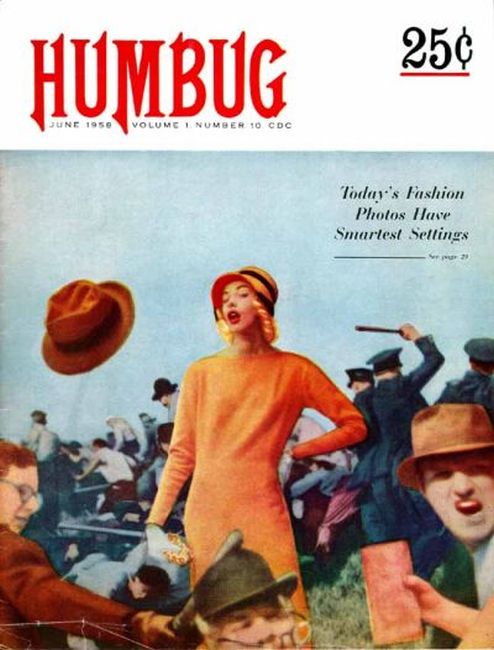 HUMBUG
25¢
JUNE 1958 VOLUME 1, NUMBER 10 CDC
Today's Fashion
Photos Have
Smartest Settings
See page 29